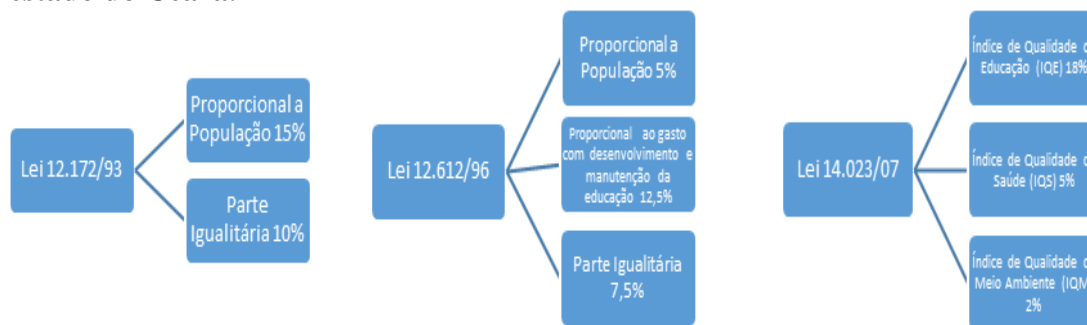 Lei 12.172/93
Proporcional a
População 15%
Parte
Igualitária 10%
Lei 12.612/96
Proporcional a
População 5%
Proporcional ao gasto
com desenvolvimento e
manutenção da
educação 12,5%
Parte Igualitária
7,5%
Lei 14.023/07
Índice de Qualidade
Educação (IQE) 18%
Índice de Qualidade
Saúde (IQS) 5%
Índice de Qualidade
Meio Ambiente (IQM
2%